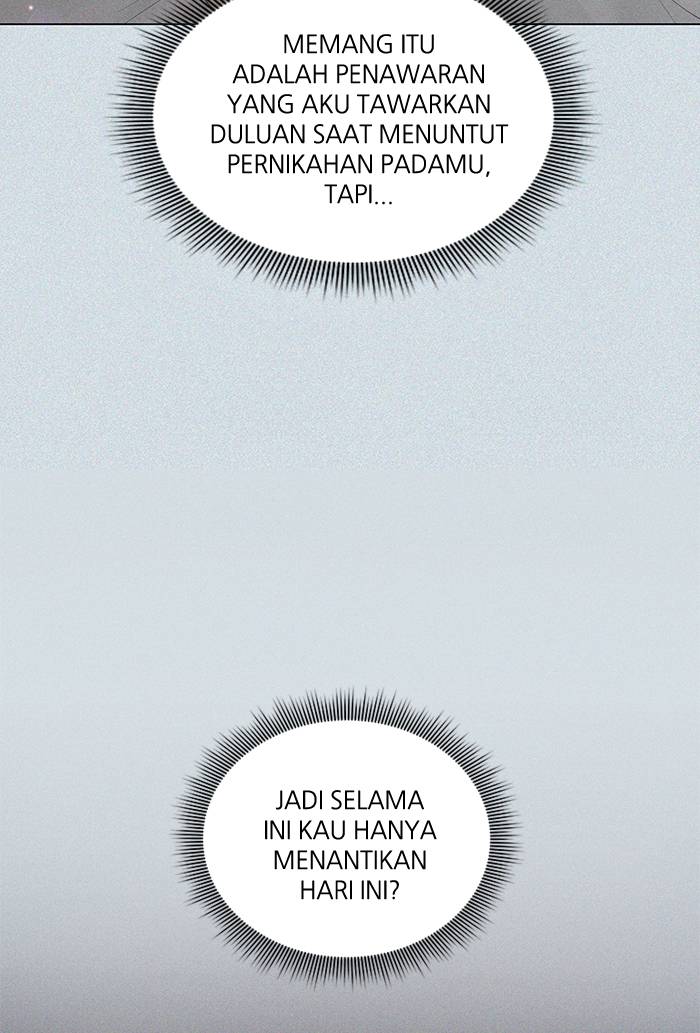 MEMANG ITU
ADALAH PENAWARAN
YANG AKU TAWARKAN
DULUAN SAAT MENUNTUT
PERNIKAHAN PADAMU,
TAPI...
JADI SELAMA
INI KAU HANYA
MENANTIKAN
HARI INI?